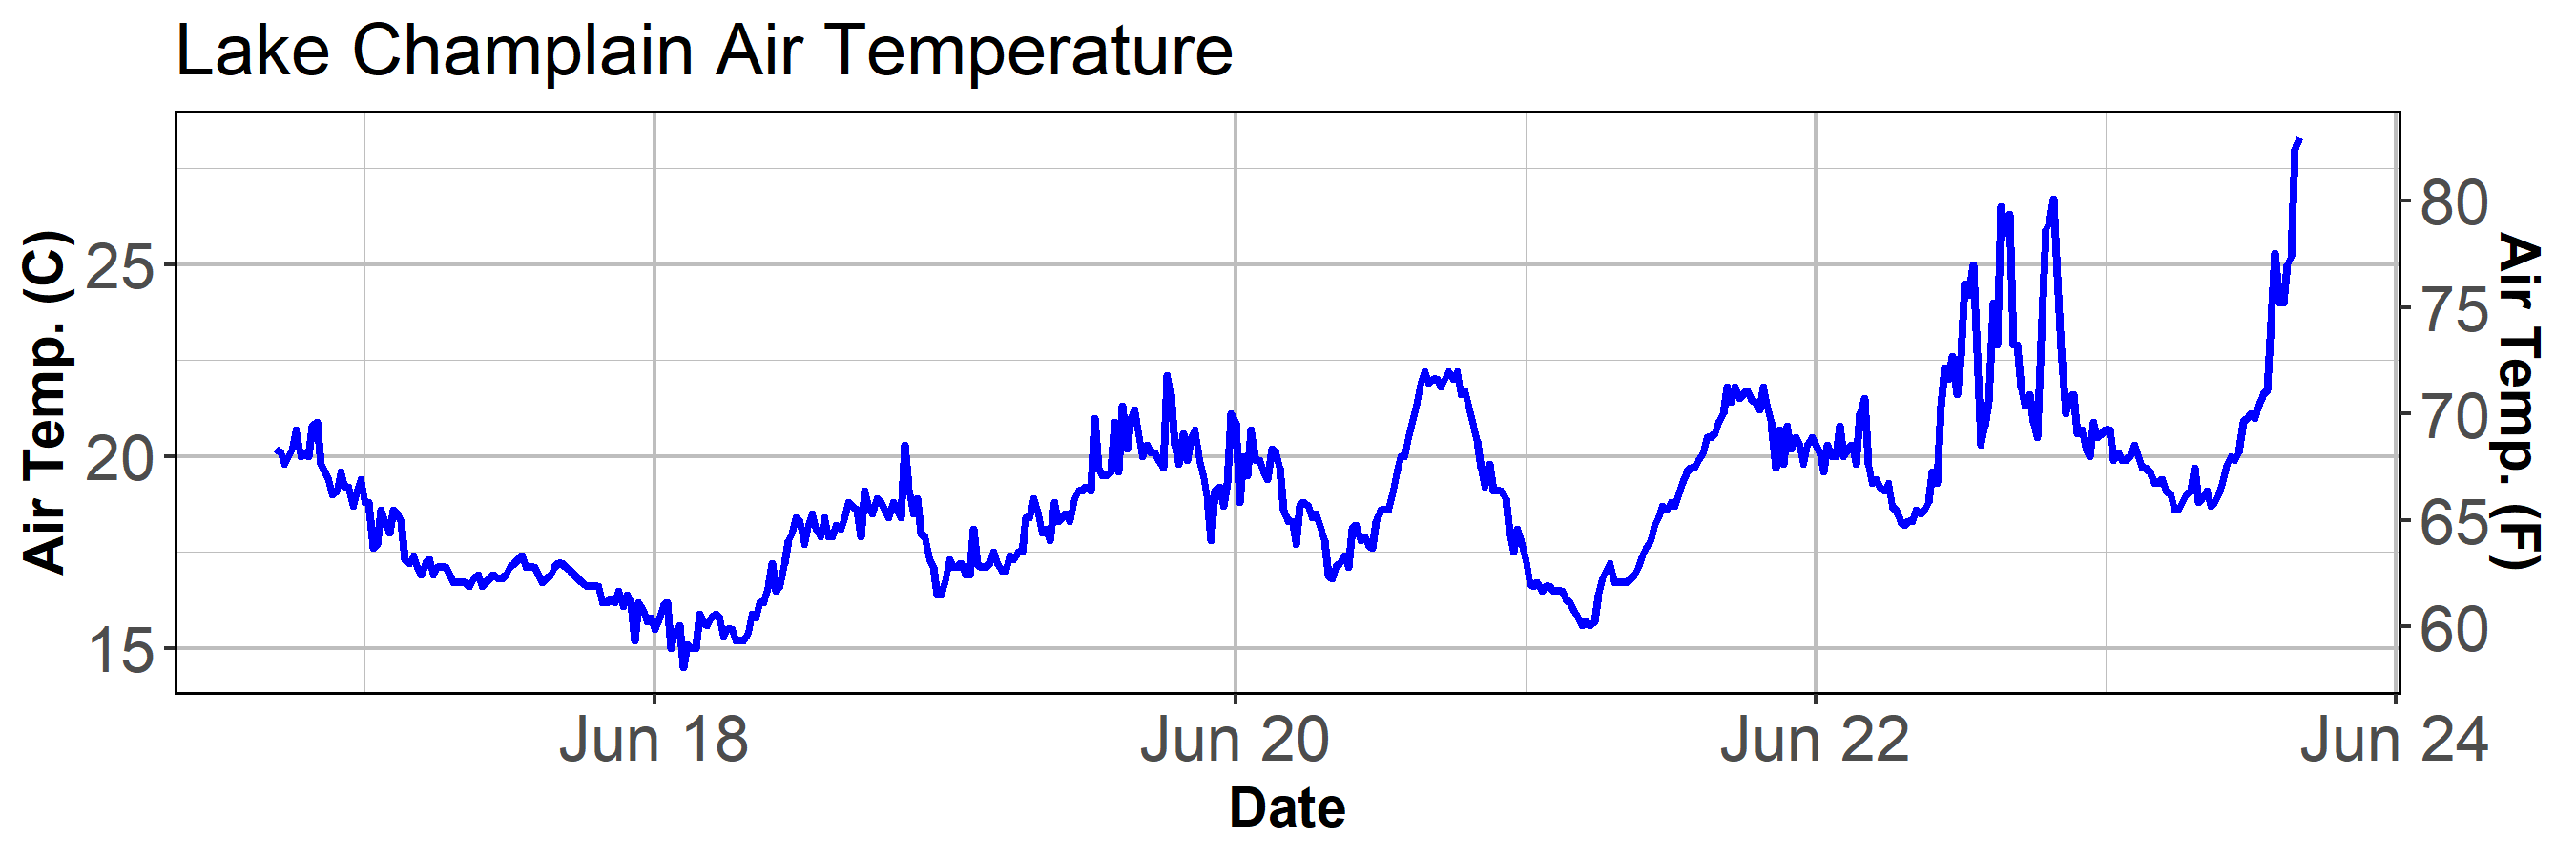 Lake Champlain Air Temperature
Air Temp. (C)
25
20
15
80
75
70
65
60
Air Temp. (F)
Jun 18
Jun 20
Jun 22
Jun 24
Date